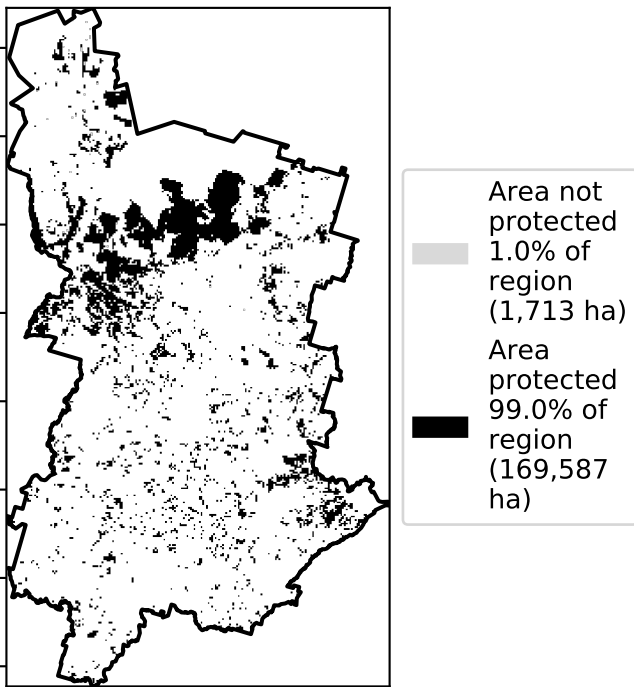 Area not
protected
1.0% of
region
(1,713 ha)
Area
protected
99.0% of
region
(169,587
ha)